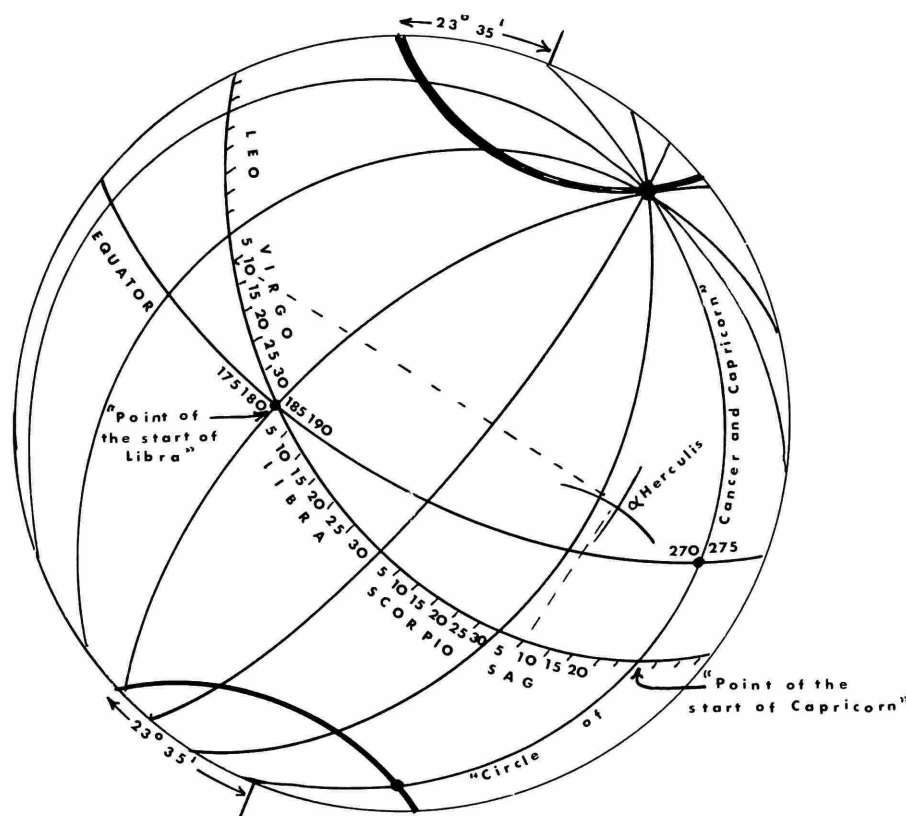 23° 35'
LEO
VIRGO
5 10 15 20 25 30
EQUATOR
175 180
185 190
"Point of
the start of
Libra"
5 10 15 20 25 30
LIBRA
αHerculis
"Circle of Cancer and Capricorn"
270 275
5 10 15 20 25 30
SCORPIO
5 10 15 20
SAG
"Point of the
start of Capricorn"
23° 35'